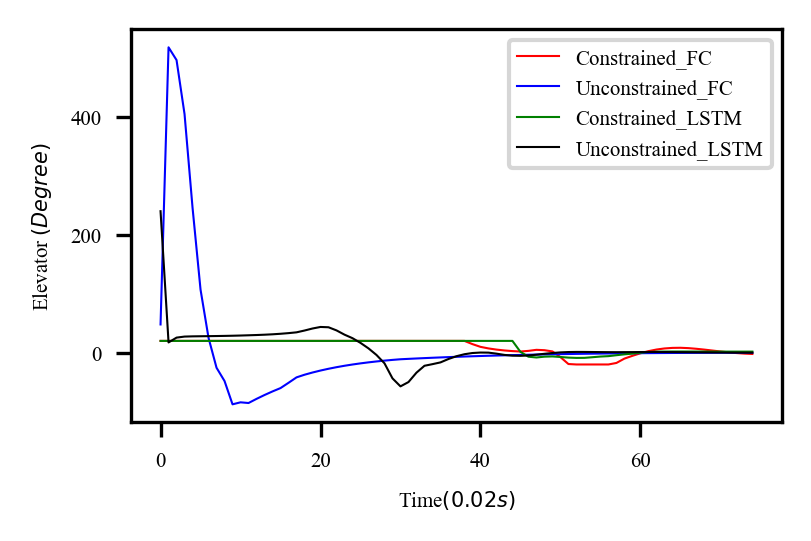 Constrained_FC
Unconstrained_FC
Constrained_LSTM
Unconstrained_LSTM
400
200
0
Elevator (Degree)
0 20 40 60
Time(0.02s)